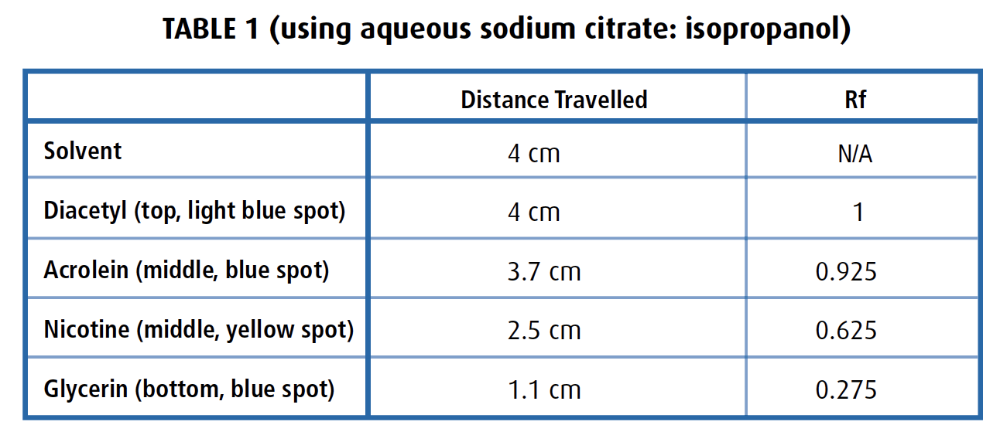 TABLE 1 (using aqueous sodium citrate: isopropanol)
Distance Travelled Rf
Solvent 4 cm N/A
Diacetyl (top, light blue spot) 4 cm 1
Acrolein (middle, blue spot) 3.7 cm 0.925
Nicotine (middle, yellow spot) 2.5 cm 0.625
Glycerin (bottom, blue spot) 1.1 cm 0.275